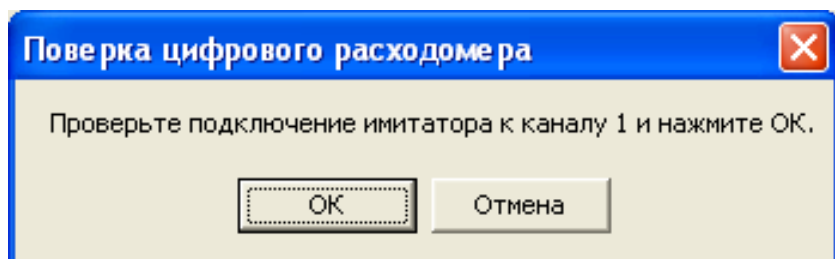 Поверка цифрового расходомера
Проверьте подключение имитатора к каналу 1 и нажмите ОК.
ОК
Отмена